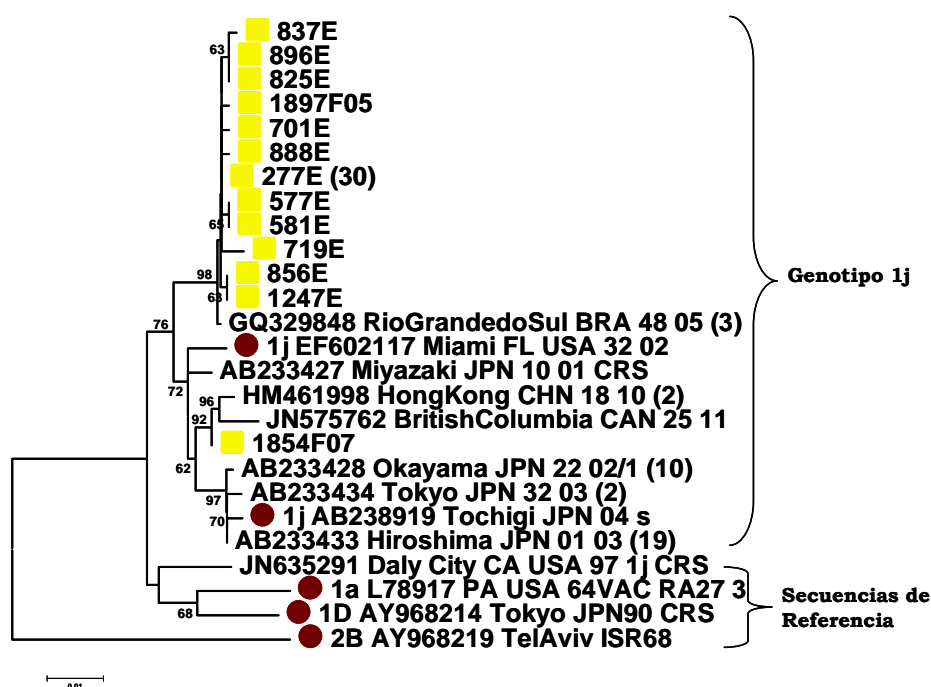 837E
63
896E
825E
1897F05
701E
888E
277E (30)
577E
65
581E
719E
98
856E
63
1247E
Genotipo 1j
GQ329848 RioGrandedoSul BRA 48 05 (3)
76
1j EF602117 Miami FL USA 32 02
AB233427 Miyazaki JPN 10 01 CRS
72
HM461998 HongKong CHN 18 10 (2)
96
JN575762 BritishColumbia CAN 25 11
92
1854F07
62
AB233428 Okayama JPN 22 02/1 (10)
AB233434 Tokyo JPN 32 03 (2)
97
1j AB238919 Tochigi JPN 04 s
70
AB233433 Hiroshima JPN 01 03 (19)
JN635291 Daly City CA USA 97 1j CRS
1a L78917 PA USA 64VAC RA27 3
68
1D AY968214 Tokyo JPN90 CRS
2B AY968219 TelAviv ISR68
Secuencias de
Referencia
0.01